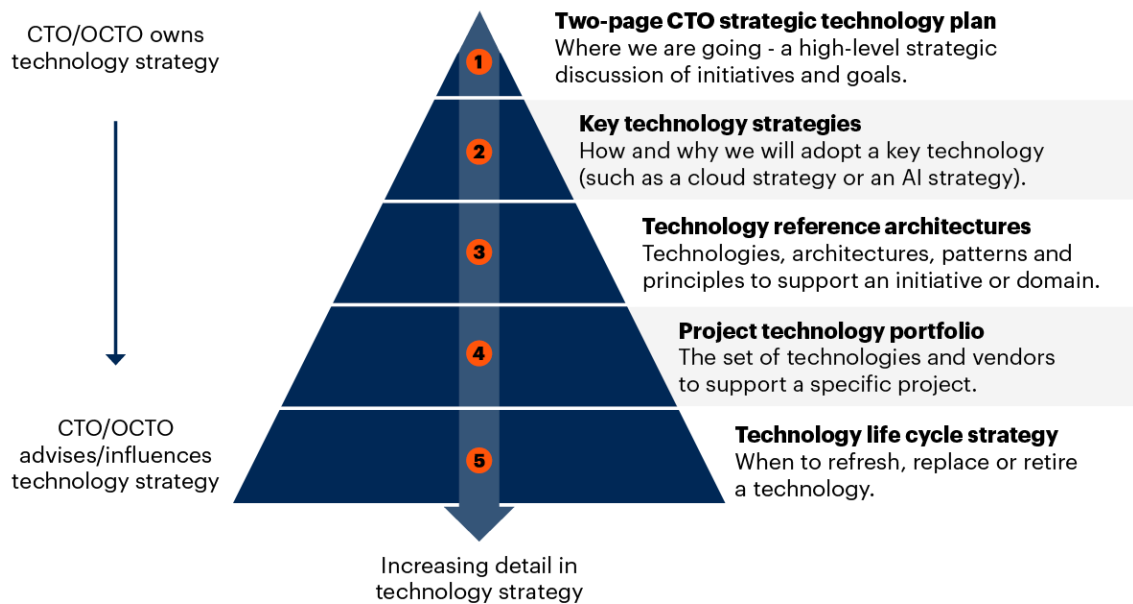 CTO/OCTO owns
technology strategy
CTO/OCTO
advises/influences
technology strategy
1
Two-page CTO strategic technology plan
Where we are going - a high-level strategic
discussion of initiatives and goals.
2
Key technology strategies
How and why we will adopt a key technology
(such as a cloud strategy or an AI strategy).
3
Technology reference architectures
Technologies, architectures, patterns and
principles to support an initiative or domain.
4
Project technology portfolio
The set of technologies and vendors
to support a specific project.
5
Technology life cycle strategy
When to refresh, replace or retire
a technology.
Increasing detail in
technology strategy